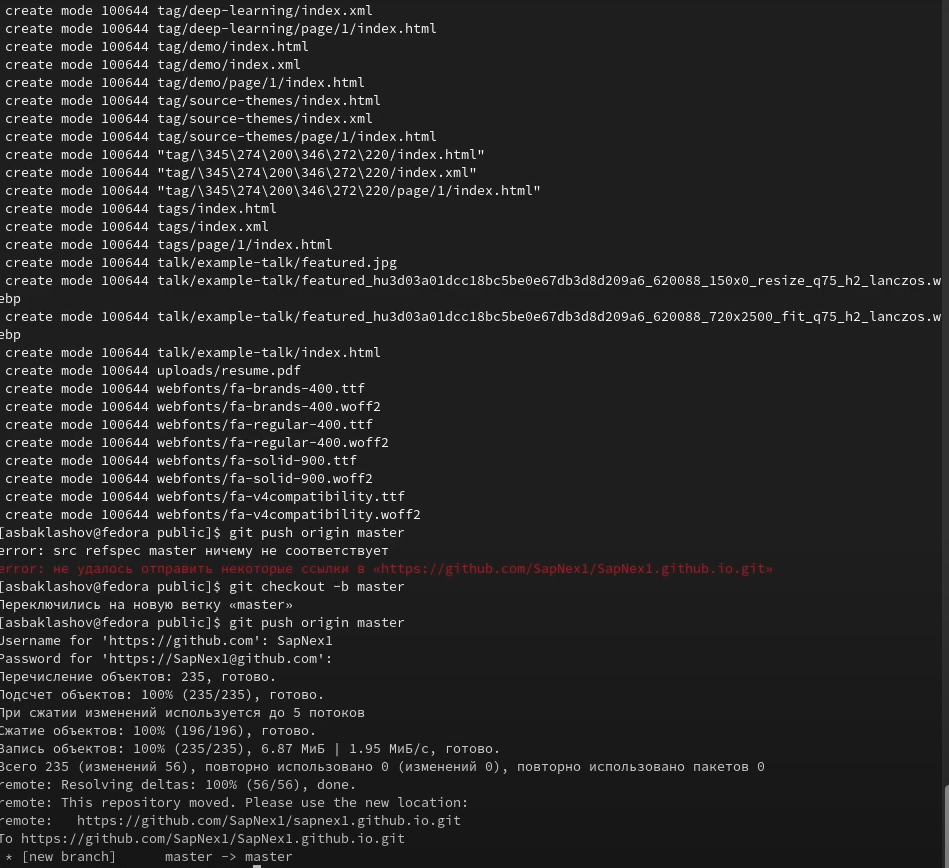 create mode 100644 tag/deep-learning/index.xml
create mode 100644 tag/deep-learning/page/1/index.html
create mode 100644 tag/demo/index.html
create mode 100644 tag/demo/index.xml
create mode 100644 tag/demo/page/1/index.html
create mode 100644 tag/source-themes/index.html
create mode 100644 tag/source-themes/index.xml
create mode 100644 tag/source-themes/page/1/index.html
create mode 100644 "tag/\345\274\200\346\272\220/index.html"
create mode 100644 "tag/\345\274\200\346\272\220/index.xml"
create mode 100644 "tag/\345\274\200\346\272\220/page/1/index.html"
create mode 100644 tags/index.html
create mode 100644 tags/index.xml
create mode 100644 tags/page/1/index.html
create mode 100644 talk/example-talk/featured.jpg
create mode 100644 talk/example-talk/featured_hu3d03a01dcc18bc5be0e67db3d8d209a6_620088_150x0_resize_q75_h2_lanczos.w
ebp
create mode 100644 talk/example-talk/featured_hu3d03a01dcc18bc5be0e67db3d8d209a6_620088_720x2500_fit_q75_h2_lanczos.w
ebp
create mode 100644 talk/example-talk/index.html
create mode 100644 uploads/resume.pdf
create mode 100644 webfonts/fa-brands-400.ttf
create mode 100644 webfonts/fa-brands-400.woff2
create mode 100644 webfonts/fa-regular-400.ttf
create mode 100644 webfonts/fa-regular-400.woff2
create mode 100644 webfonts/fa-solid-900.ttf
create mode 100644 webfonts/fa-solid-900.woff2
create mode 100644 webfonts/fa-v4compatibility.ttf
create mode 100644 webfonts/fa-v4compatibility.woff2
[asbaklashov@fedora public]$ git push origin master
error: src refspec master ничему не соответствует
error: не удалось отправить некоторые ссылки в «https://github.com/SapNex1/SapNex1.github.io.git»
[asbaklashov@fedora public]$ git checkout -b master
Переключились на новую ветку «master»
[asbaklashov@fedora public]$ git push origin master
Username for 'https://github.com': SapNex1
Password for 'https://SapNex1@github.com':
Перечисление объектов: 235, готово.
Подсчет объектов: 100% (235/235), готово.
При сжатии изменений используется до 5 потоков
Сжатие объектов: 100% (196/196), готово.
Запись объектов: 100% (235/235), 6.87 МиБ | 1.95 МиБ/с, готово.
Всего 235 (изменений 56), повторно использовано 0 (изменений 0), повторно использовано пакетов 0
remote: Resolving deltas: 100% (56/56), done.
remote: This repository moved. Please use the new location:
remote:   https://github.com/SapNex1/sapnex1.github.io.git
To https://github.com/SapNex1/SapNex1.github.io.git
* [new branch]      master -> master